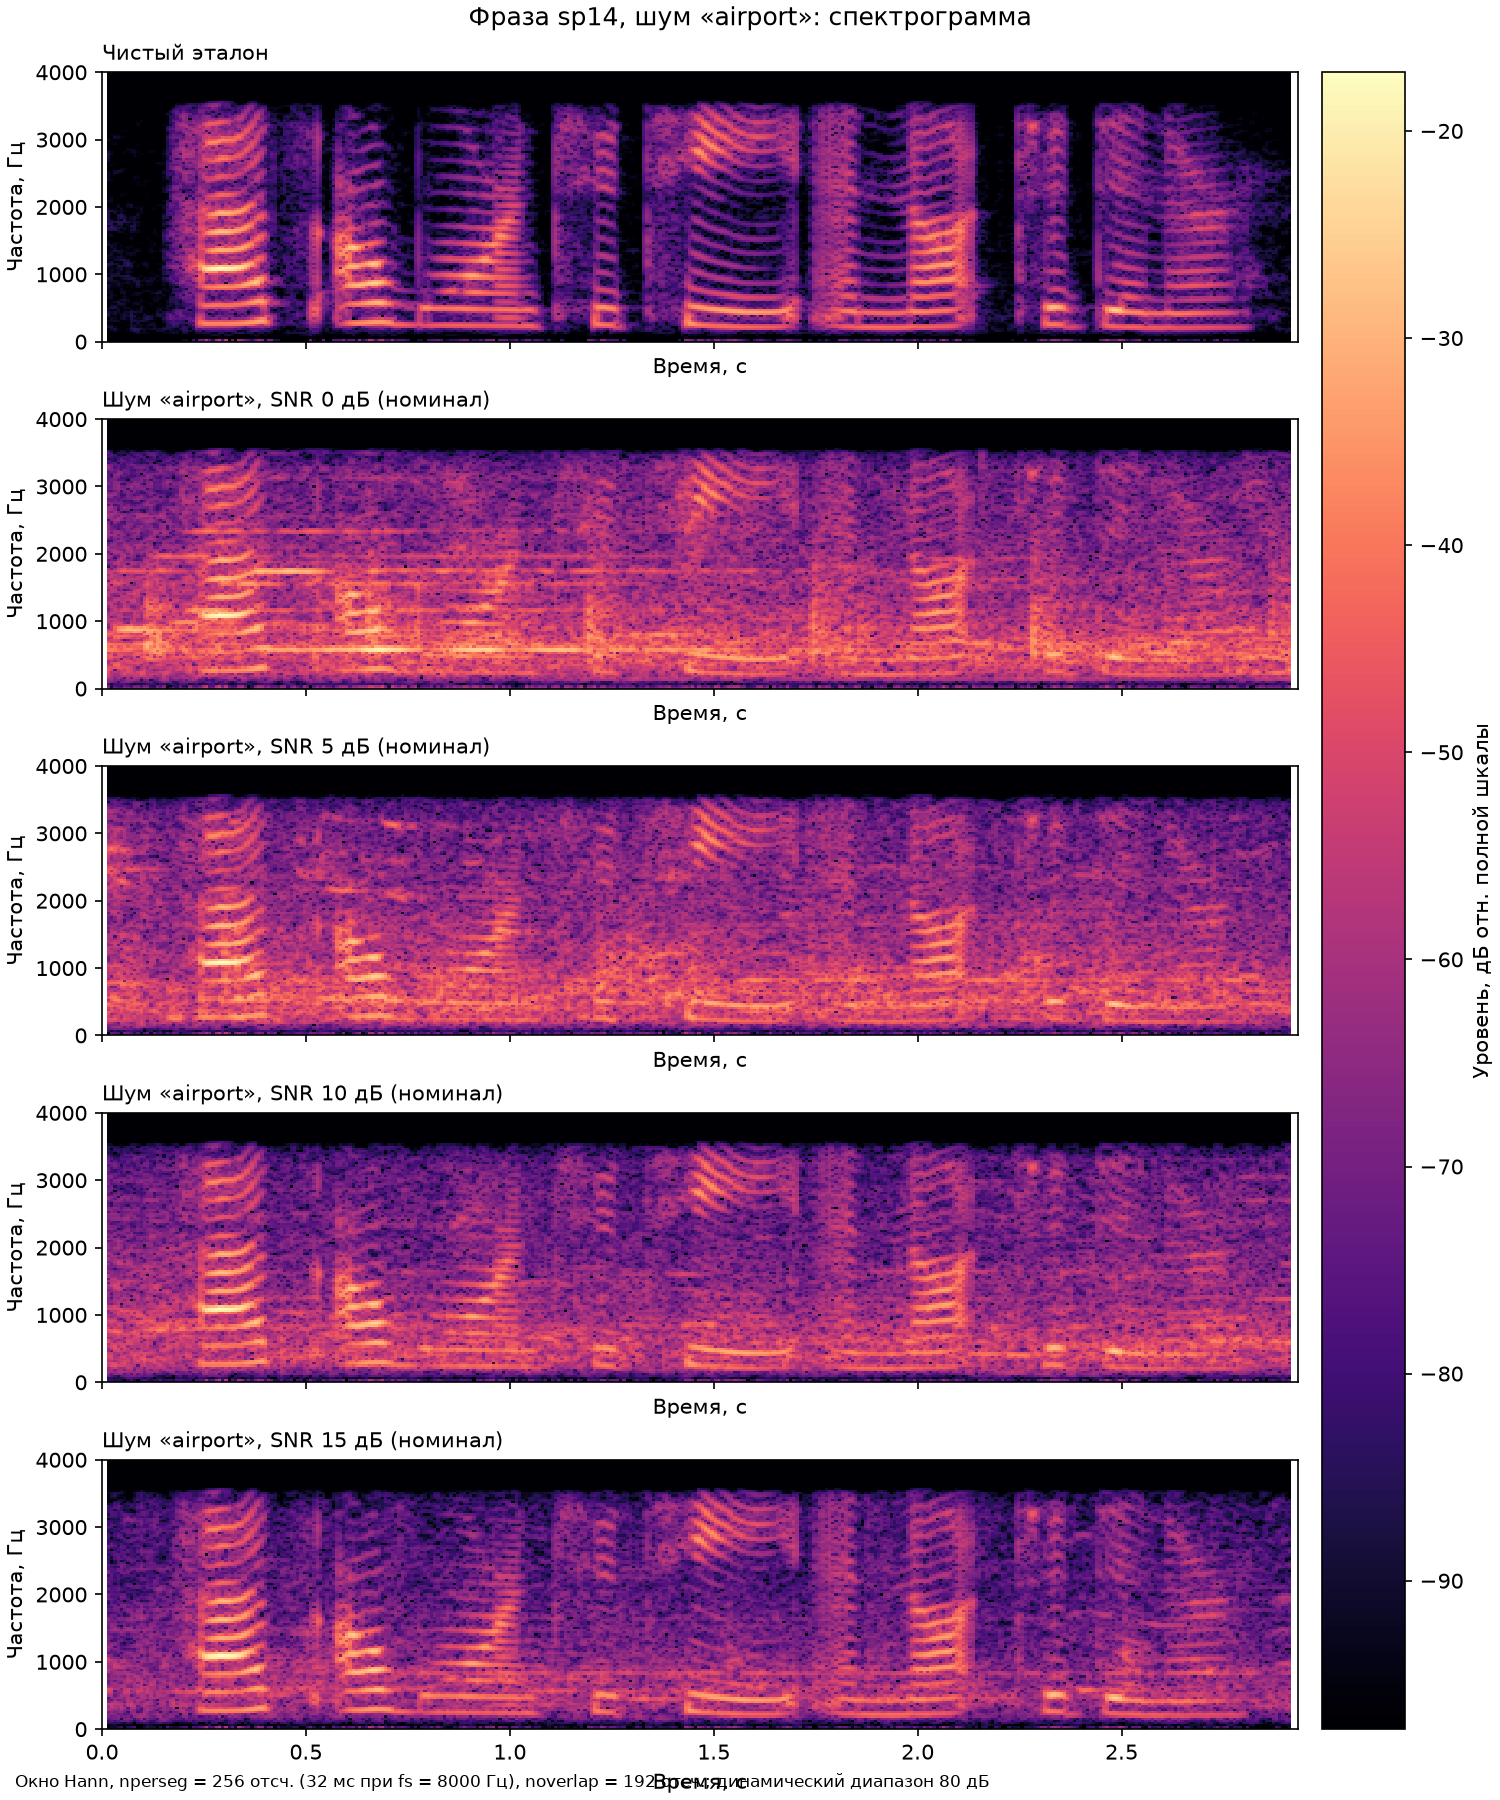 Фраза sp14, шум «airport»: спектрограмма
Чистый эталон
4000
3000
2000
1000
0
Частота, Гц
Время, с
Шум «airport», SNR 0 дБ (номинал)
4000
3000
2000
1000
0
Частота, Гц
Время, с
Шум «airport», SNR 5 дБ (номинал)
4000
3000
2000
1000
0
Частота, Гц
Время, с
Шум «airport», SNR 10 дБ (номинал)
4000
3000
2000
1000
0
Частота, Гц
Время, с
Шум «airport», SNR 15 дБ (номинал)
4000
3000
2000
1000
0
Частота, Гц
0.0 0.5 1.0 1.5 2.0 2.5
Время, с
Окно Hann, nperseg = 256 отсч. (32 мс при fs = 8000 Гц), noverlap = 192 динамический диапазон 80 дБ
−20
−30
−40
−50
−60
−70
−80
−90
Уровень, дБ отн. полной шкалы